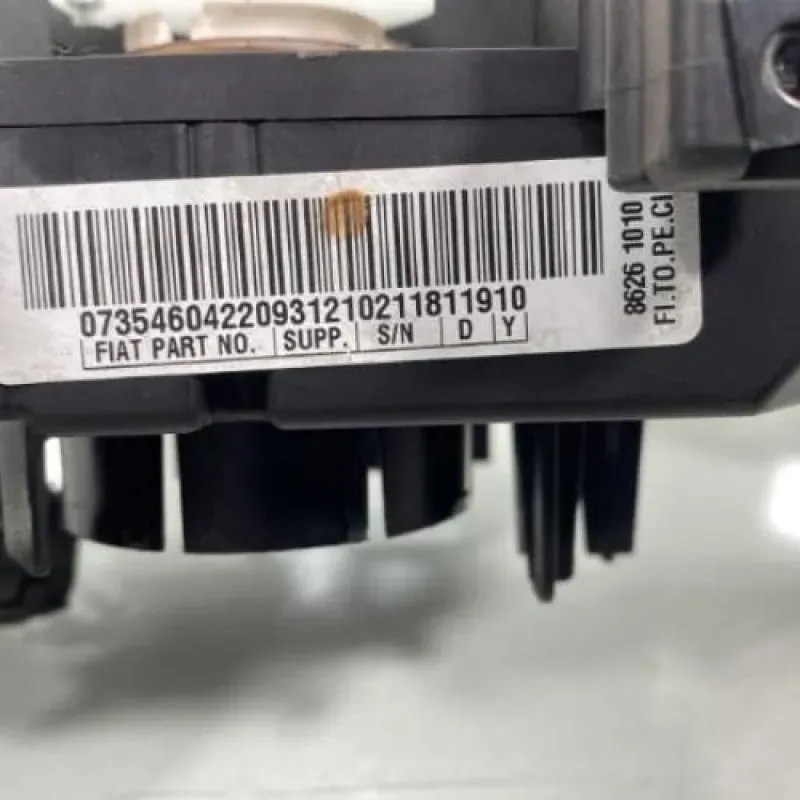 07354604220931210211811910
FIAT PART NO. SUPP. S/N D Y
8626 1010
FI.TO.PE.CI